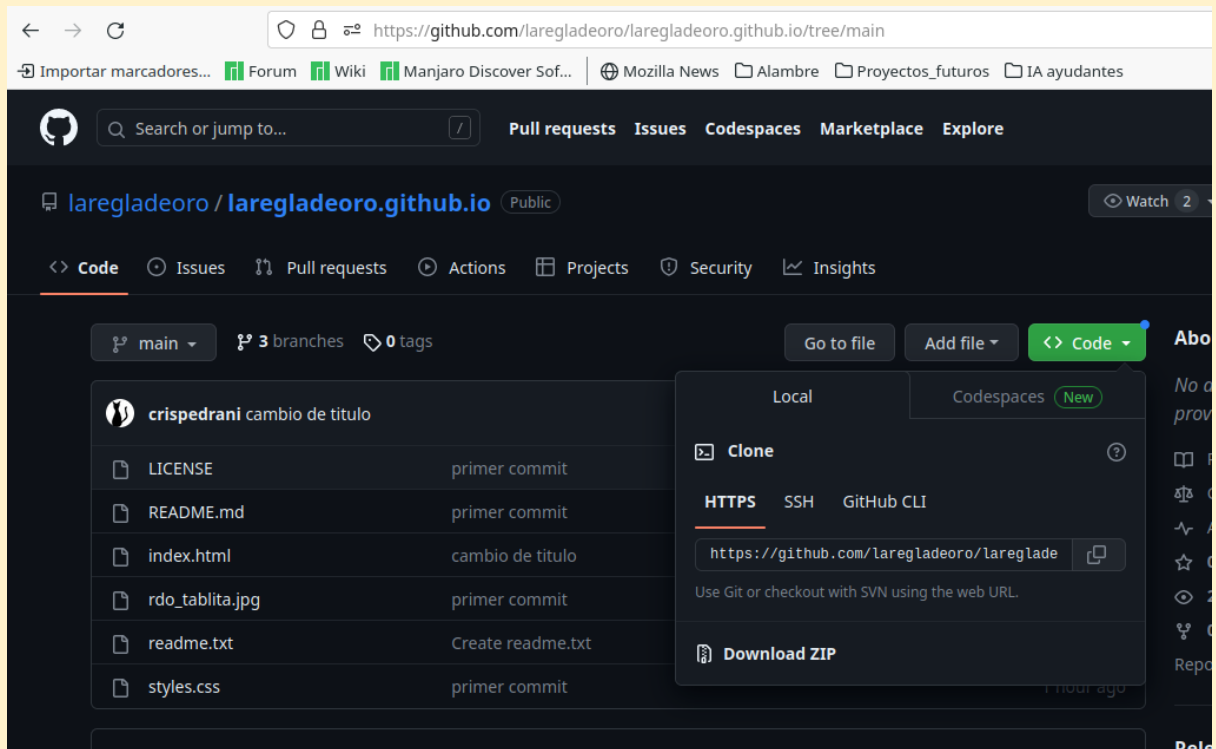 https://github.com/laregladeoro/laregladeoro.github.io/tree/main
Importar marcadores... Forum Wiki Manjaro Discover Sof... Mozilla News Alambre Proyectos_futuros IA ayudantes
Search or jump to... / Pull requests Issues Codespaces Marketplace Explore
laregladeoro / laregladeoro.github.io Public Watch 2
Code Issues Pull requests Actions Projects Security Insights
main 3 branches 0 tags Go to file Add file Code
Abo
crispedrani cambio de titulo
LICENSE primer commit
README.md primer commit
index.html cambio de titulo
rdo_tablita.jpg primer commit
readme.txt Create readme.txt
styles.css primer commit 1 hour ago
Local Codespaces New
Clone
HTTPS SSH GitHub CLI
https://github.com/laregladeoro/lareglade
Use Git or checkout with SVN using the web URL.
Download ZIP
No
prov
Repo